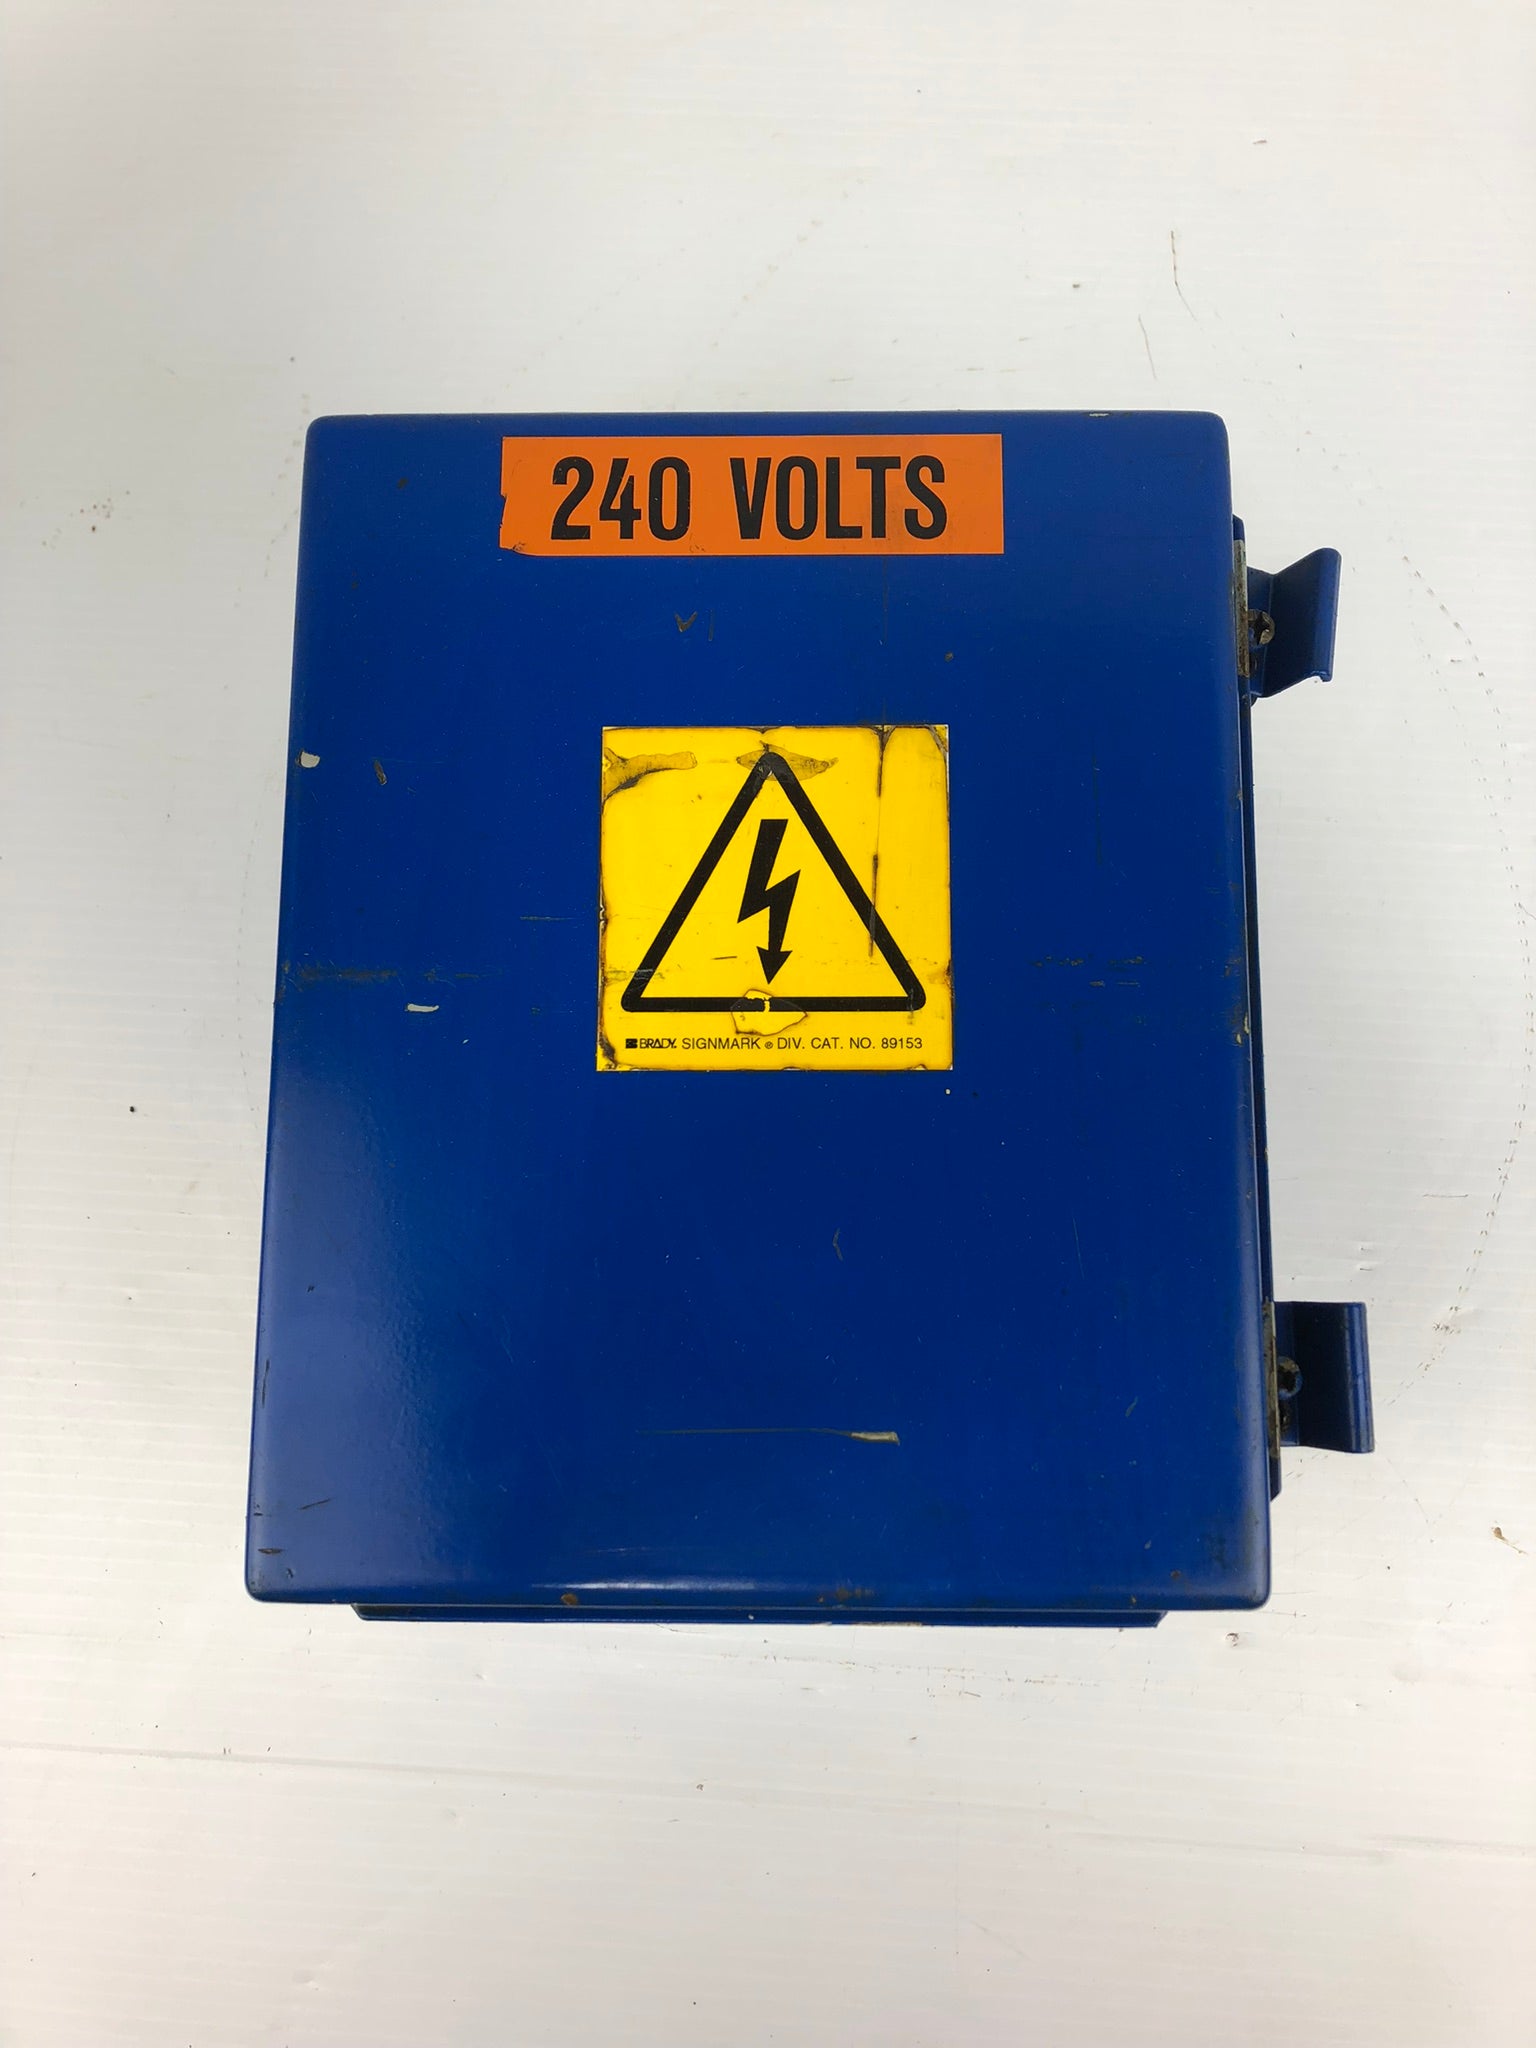 240 VOLTS
BRADY. SIGNMARK ® DIV. CAT. NO. 89153